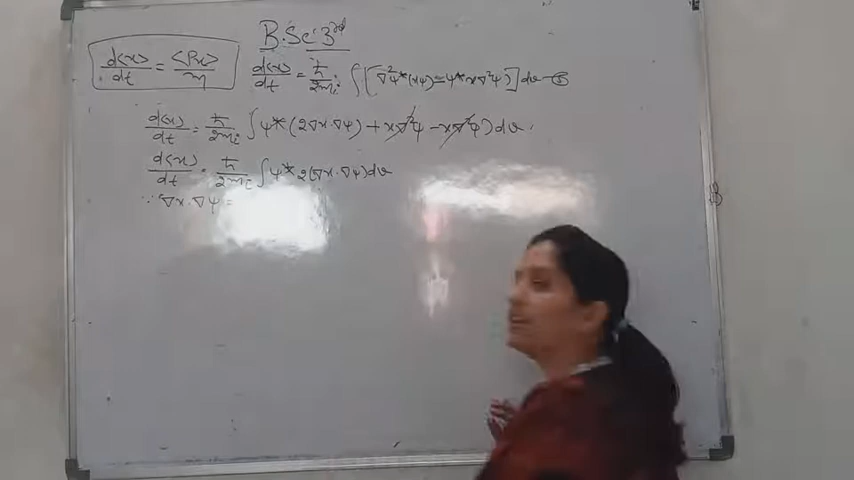 B.Sc 3rd
d⟨x⟩/dt = ⟨Px⟩/m
d⟨x⟩/dt = ħ/2mi ∫[∇²ψ*(xψ) = ψ*x∇²ψ)]dv —
d⟨x⟩/dt = ħ/2mi ∫ψ*(2∇x·∇ψ) + x∇²ψ - x∇²ψ)dv
d⟨x⟩/dt = ħ/2mi ∫ψ* 2(∇x·∇ψ)dv
∵ ∇x·∇ψ =